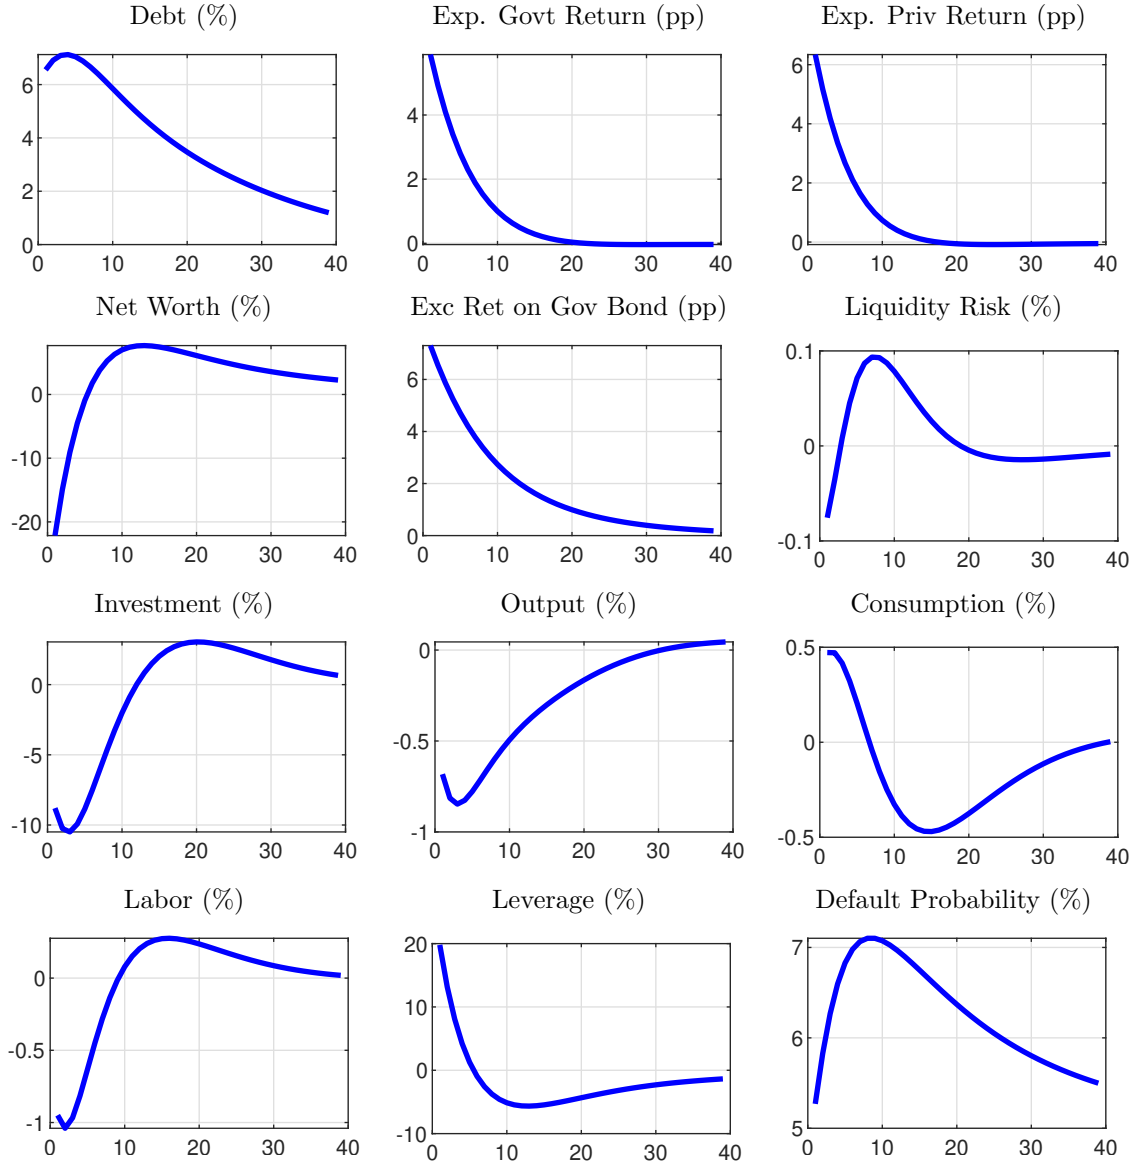 Debt (%) Exp. Govt Return (pp) Exp. Priv Return (pp)
6 4 2 0
0 10 20 30 40
4 2 0
0 10 20 30 40
6 4 2 0
0 10 20 30 40
Net Worth (%) Exc Ret on Gov Bond (pp) Liquidity Risk (%)
0 -10 -20
0 10 20 30 40
6 4 2 0
0 10 20 30 40
0.1 0 -0.1
0 10 20 30 40
Investment (%) Output (%) Consumption (%)
0 -5 -10
0 10 20 30 40
0 -0.5 -1
0 10 20 30 40
0.5 0 -0.5
0 10 20 30 40
Labor (%) Leverage (%) Default Probability (%)
0 -0.5 -1
0 10 20 30 40
20 10 0 -10
0 10 20 30 40
7 6 5
0 10 20 30 40